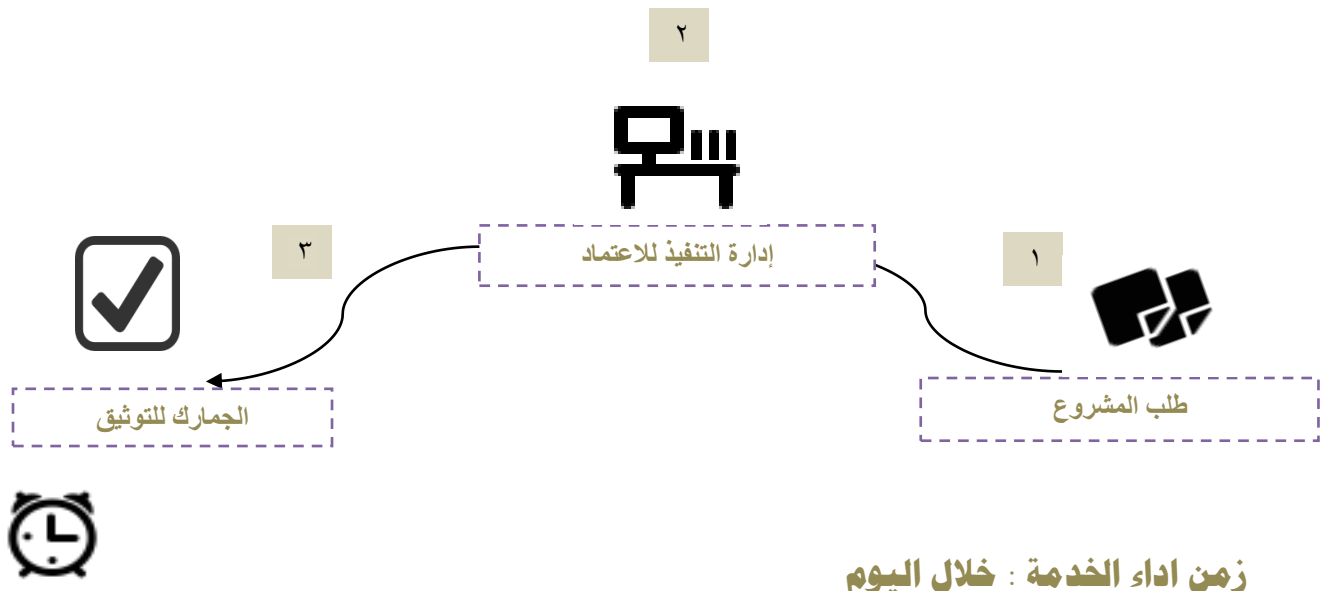 ٢
إدارة التنفيذ للاعتماد
١
طلب المشروع
٣
الجمارك للتوثيق
زمن اداء الخدمة : خلال اليوم